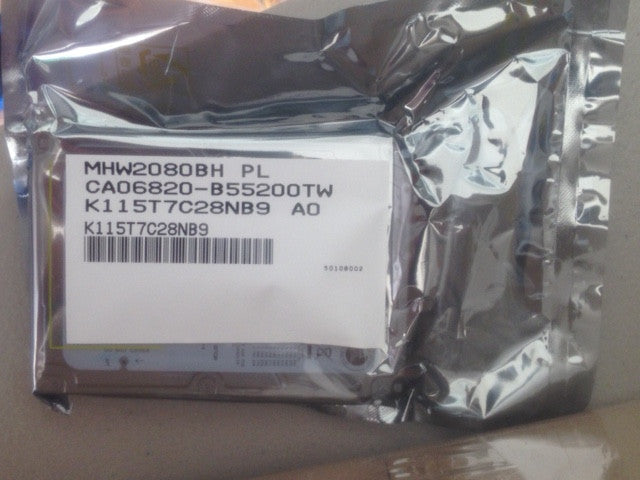 MHW2080BH PL
CA06820-B55200TW
K115T7C28NB9 A0
K115T7C28NB9
50108002